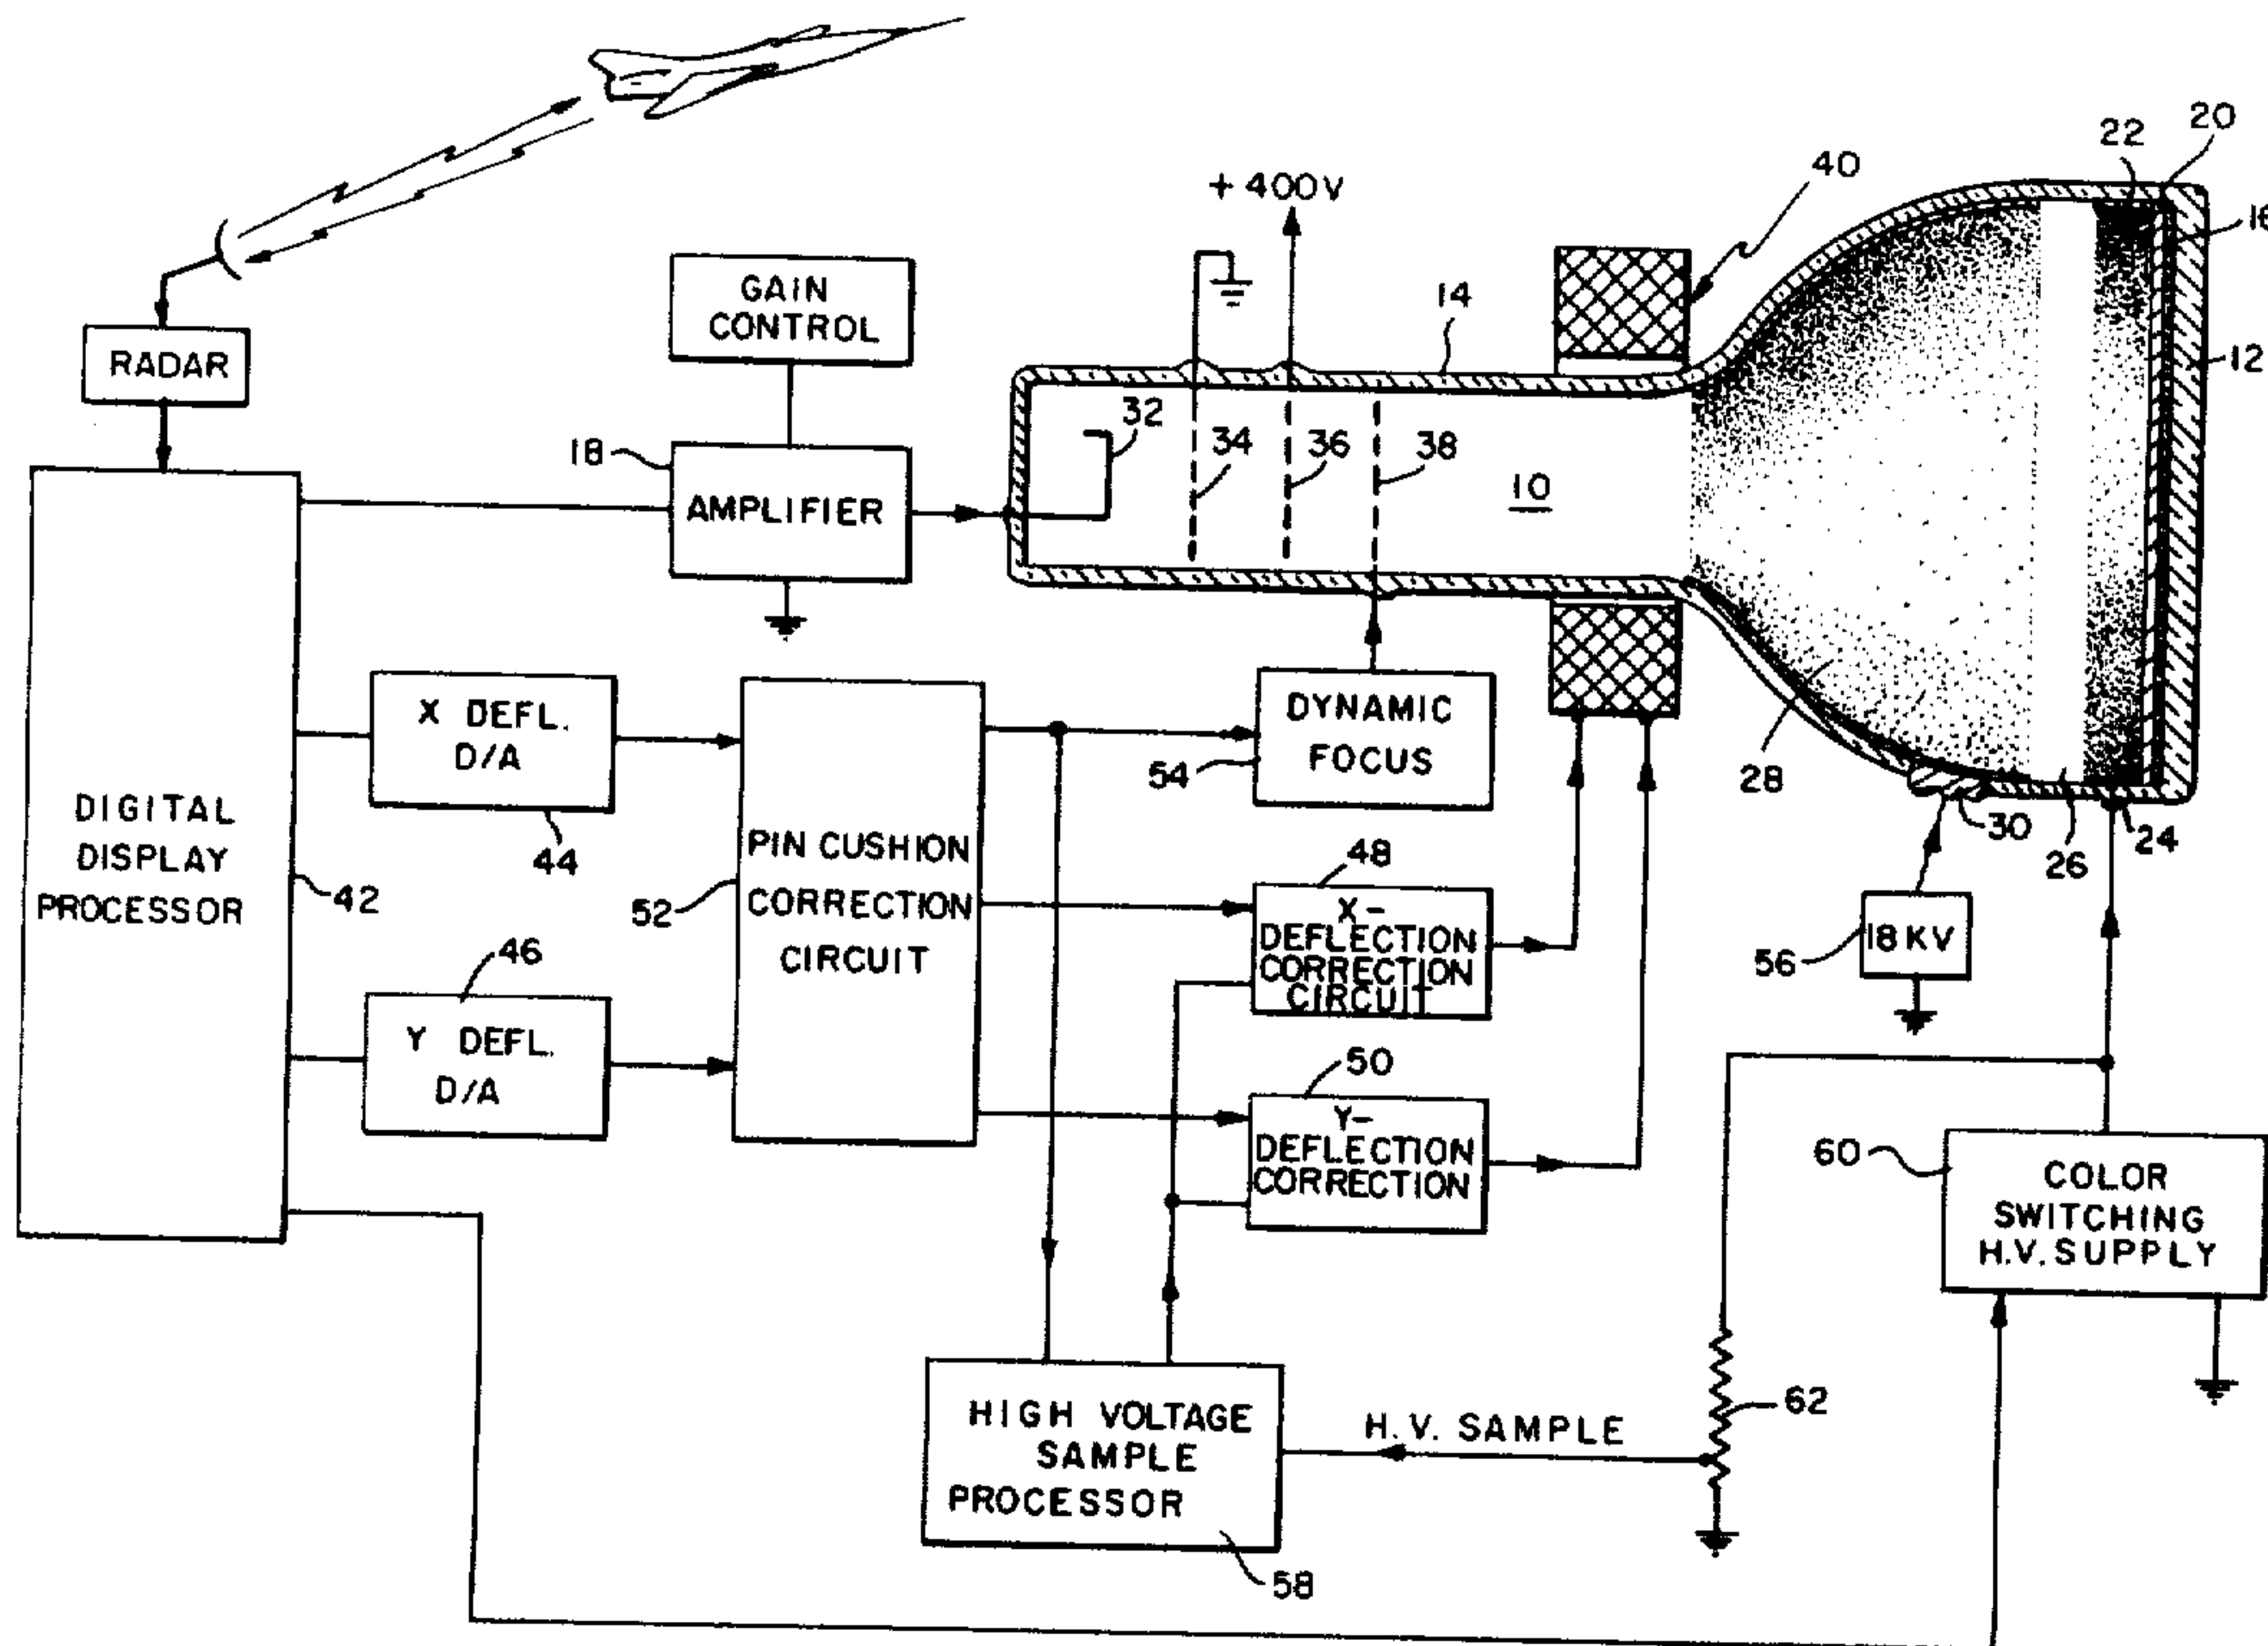 20
22
40
16
+400V
GAIN
CONTROL
14
RADAR
12
32
18
34
36
38
AMPLIFIER
10
X DEFL.
D/A
44
DYNAMIC
FOCUS
54
28
DIGITAL
DISPLAY
PROCESSOR
42
PIN CUSHION
CORRECTION
CIRCUIT
52
30
24
26
48
X-
DEFLECTION
CORRECTION
CIRCUIT
18 KV
56
46
Y DEFL.
D/A
50
Y-
DEFLECTION
CORRECTION
60
COLOR
SWITCHING
H.V. SUPPLY
HIGH VOLTAGE
SAMPLE
PROCESSOR
H.V. SAMPLE
62
58